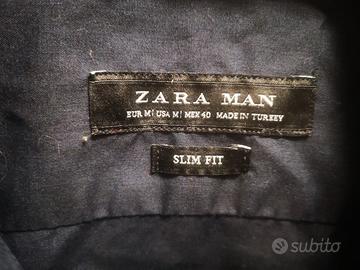 ZARA MAN
EUR M USA M MEX 40 MADE IN TURKEY
SLIM FIT
subito